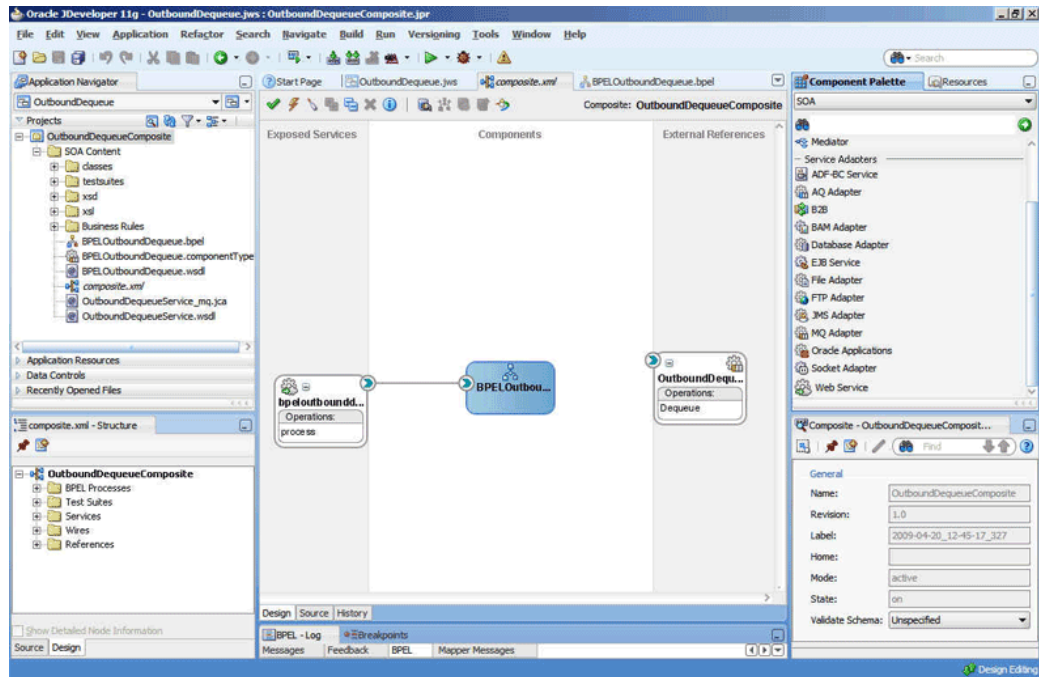 Oracle JDeveloper 11g - OutboundDequeue.jws : OutboundDequeueComposite.jpr
File Edit View Application Refactor Search Navigate Build Run Versioning Tools Window Help
Search
Application Navigator
OutboundDequeue
Projects
OutboundDequeueComposite
SOA Content
classes
testsuites
xsd
xsl
Business Rules
BPELOutboundDequeue.bpel
BPELOutboundDequeue.componentType
BPELOutboundDequeue.wsdl
composite.xml
OutboundDequeueService_mq.jca
OutboundDequeueService.wsdl
Application Resources
Data Controls
Recently Opened Files
composite.xml - Structure
OutboundDequeueComposite
BPEL Processes
Test Suites
Services
Wires
References
Show Detailed Node Information
Source Design
Start Page OutboundDequeue.jws composite.xml BPELOutboundDequeue.bpel
Composite: OutboundDequeueComposite
Exposed Services Components External References
bpeloutboundd...
Operations:
process
BPELOutbou...
OutboundDequ...
Operations:
Dequeue
Design Source History
BPEL - Log Breakpoints
Messages Feedback BPEL Mapper Messages
Component Palette Resources
SOA
Mediator
Service Adapters
ADF-BC Service
AQ Adapter
B2B
BAM Adapter
Database Adapter
EJB Service
File Adapter
FTP Adapter
JMS Adapter
MQ Adapter
Oracle Applications
Socket Adapter
Web Service
Composite - OutboundDequeueComposit...
Find
General
Name: OutboundDequeueComposite
Revision: 1.0
Label: 2009-04-20_12-45-17_327
Home:
Mode: active
State: on
Validate Schema: Unspecified
Design Editing